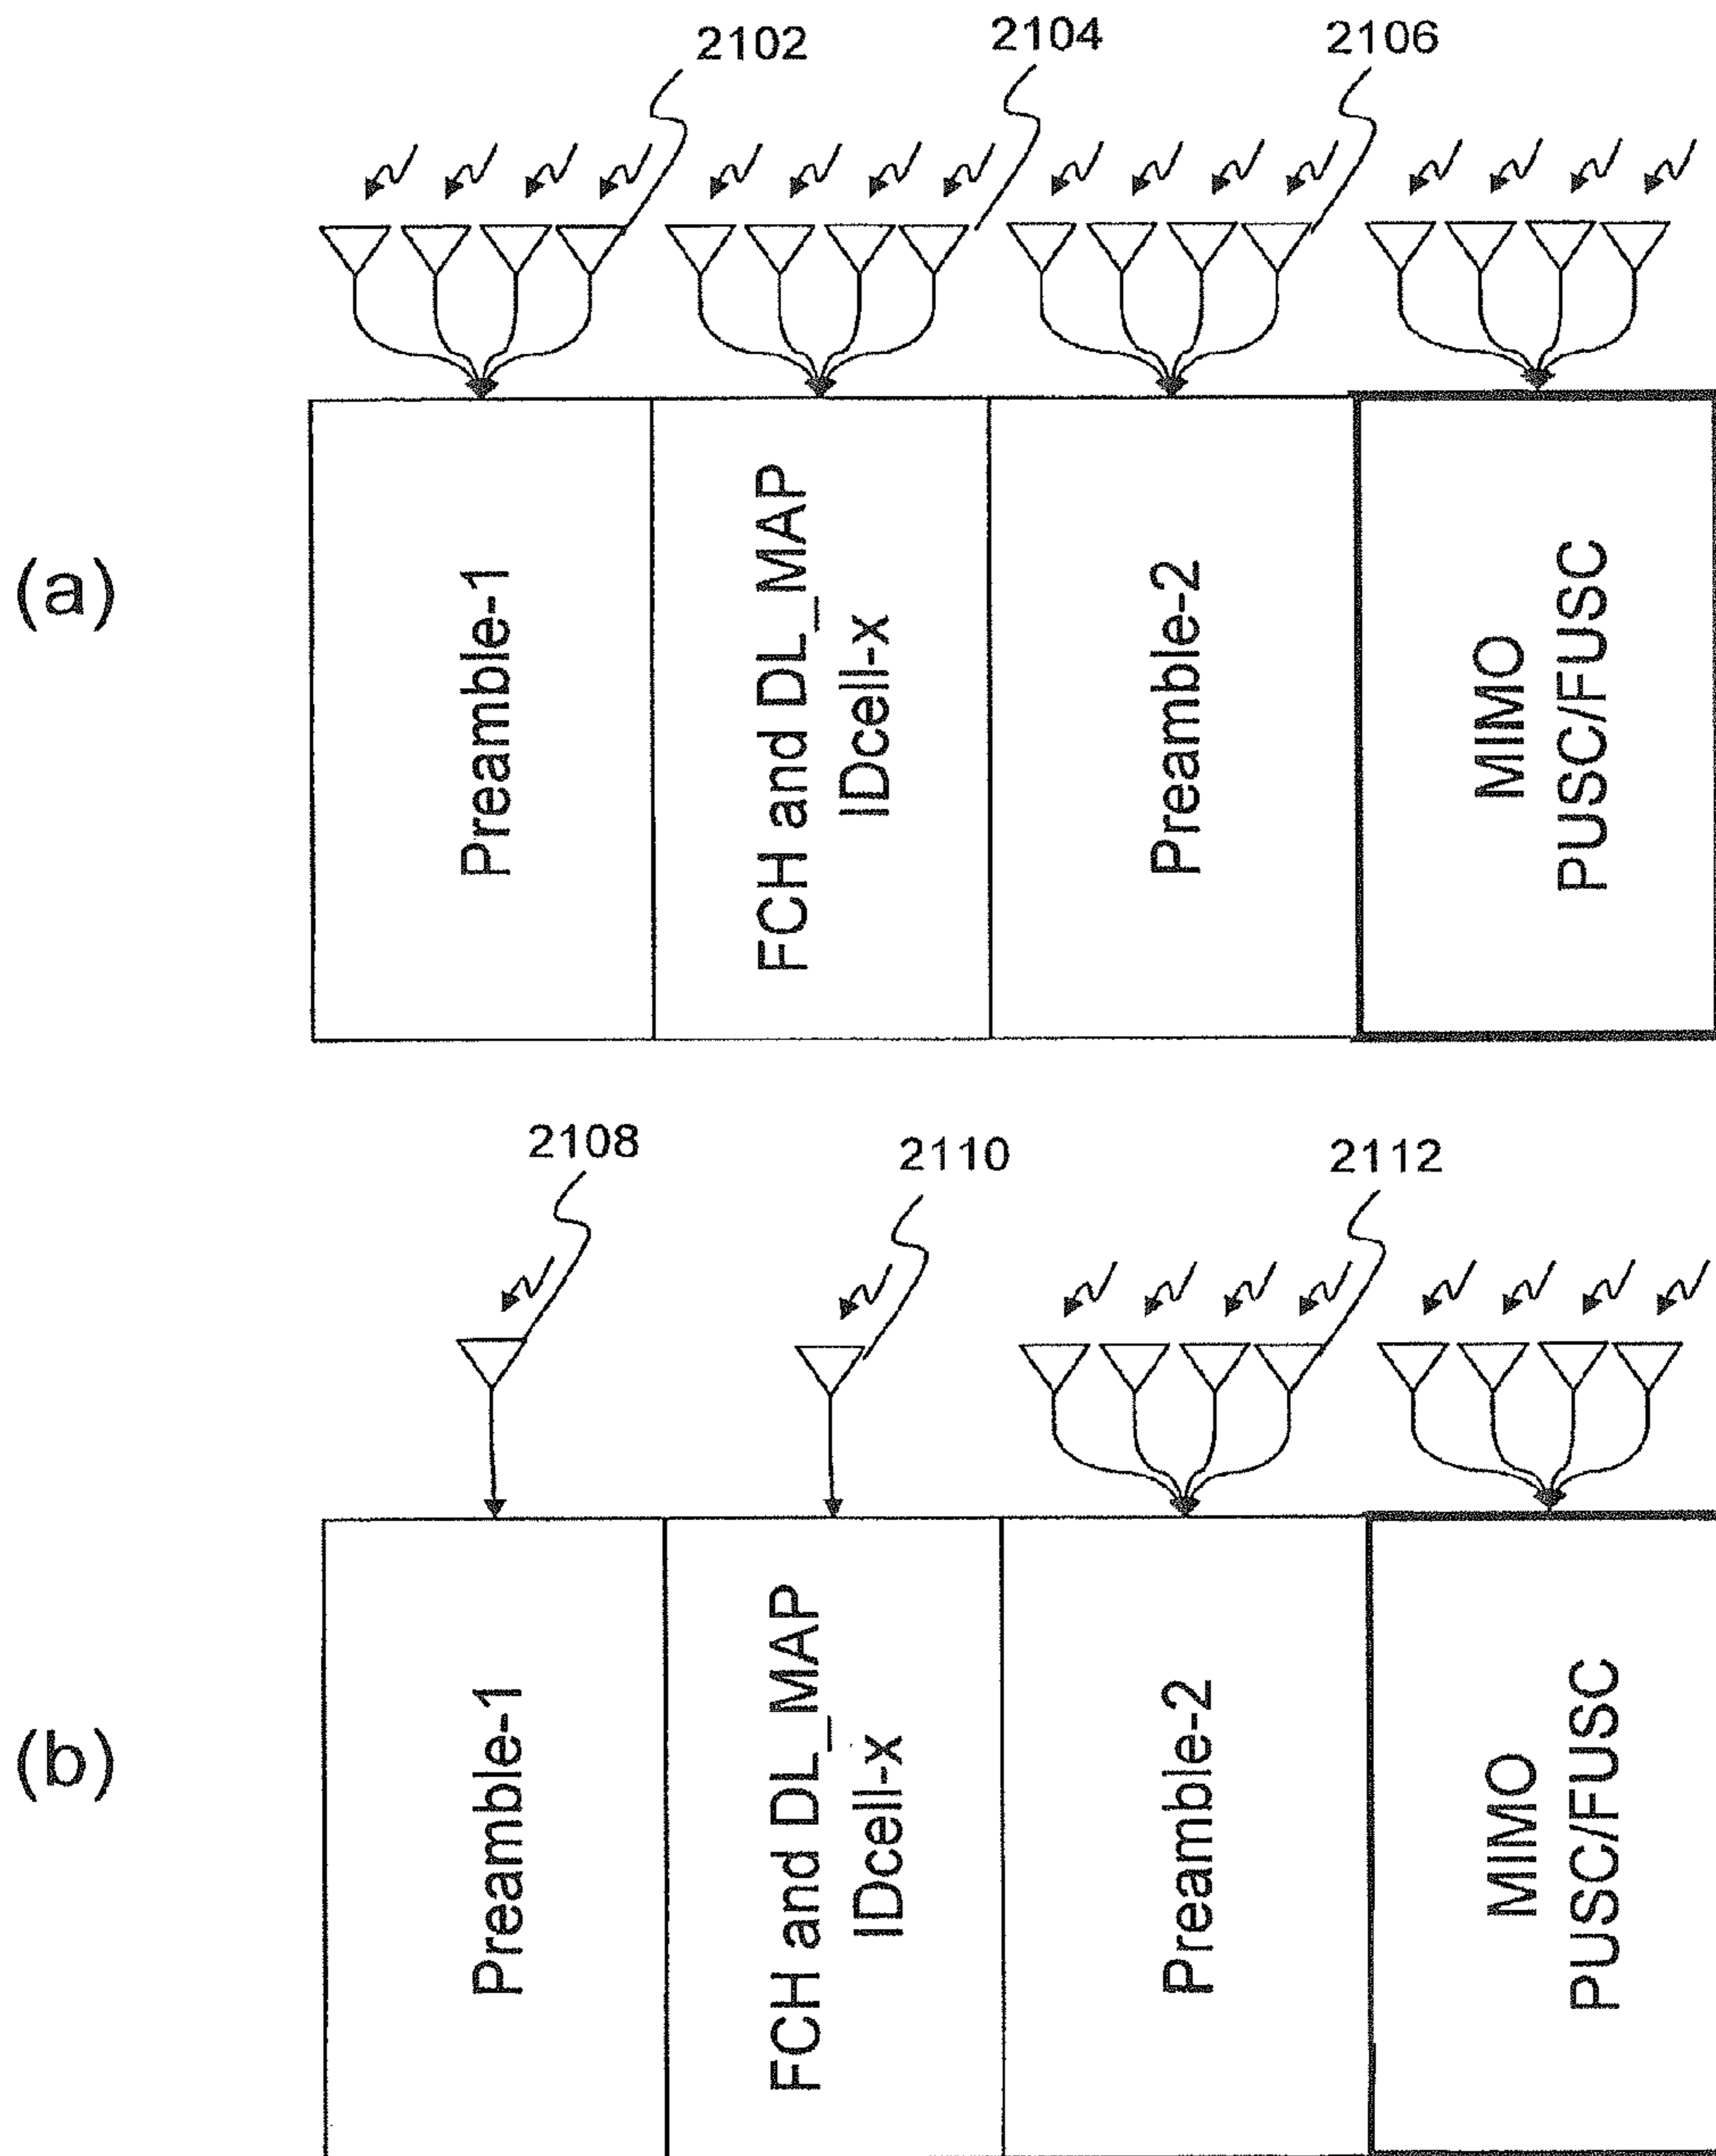 2102
2104
2106
(a)
Preamble-1
FCH and DL_MAP
IDcell-x
Preamble-2
MIMO
PUSC/FUSC
2108
2110
2112
(b)
Preamble-1
FCH and DL_MAP
IDcell-x
Preamble-2
MIMO
PUSC/FUSC